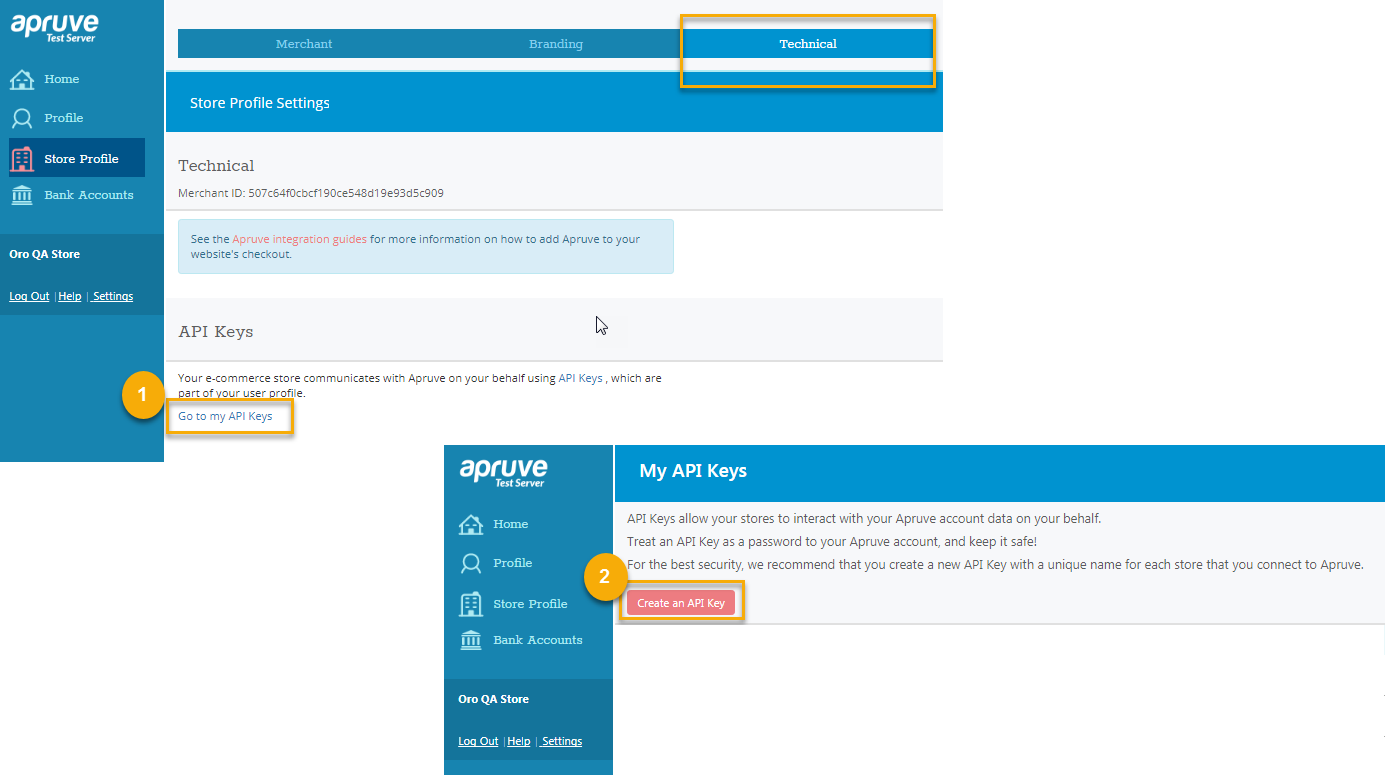 apruve
Test Server
Home
Profile
Store Profile
Bank Accounts
Oro QA Store
Log Out | Help | Settings
Merchant
Branding
Technical
Store Profile Settings
Technical
Merchant ID: 507c64f0cbcf190ce548d19e93d5c909
See the Apruve integration guides for more information on how to add Apruve to your
website's checkout.
API Keys
Your e-commerce store communicates with Apruve on your behalf using API Keys , which are
part of your user profile.
1
Go to my API Keys
apruve
Test Server
Home
Profile
Store Profile
Bank Accounts
Oro QA Store
Log Out | Help | Settings
My API Keys
API Keys allow your stores to interact with your Apruve account data on your behalf.
Treat an API Key as a password to your Apruve account, and keep it safe!
For the best security, we recommend that you create a new API Key with a unique name for each store that you connect to Apruve.
2
Create an API Key